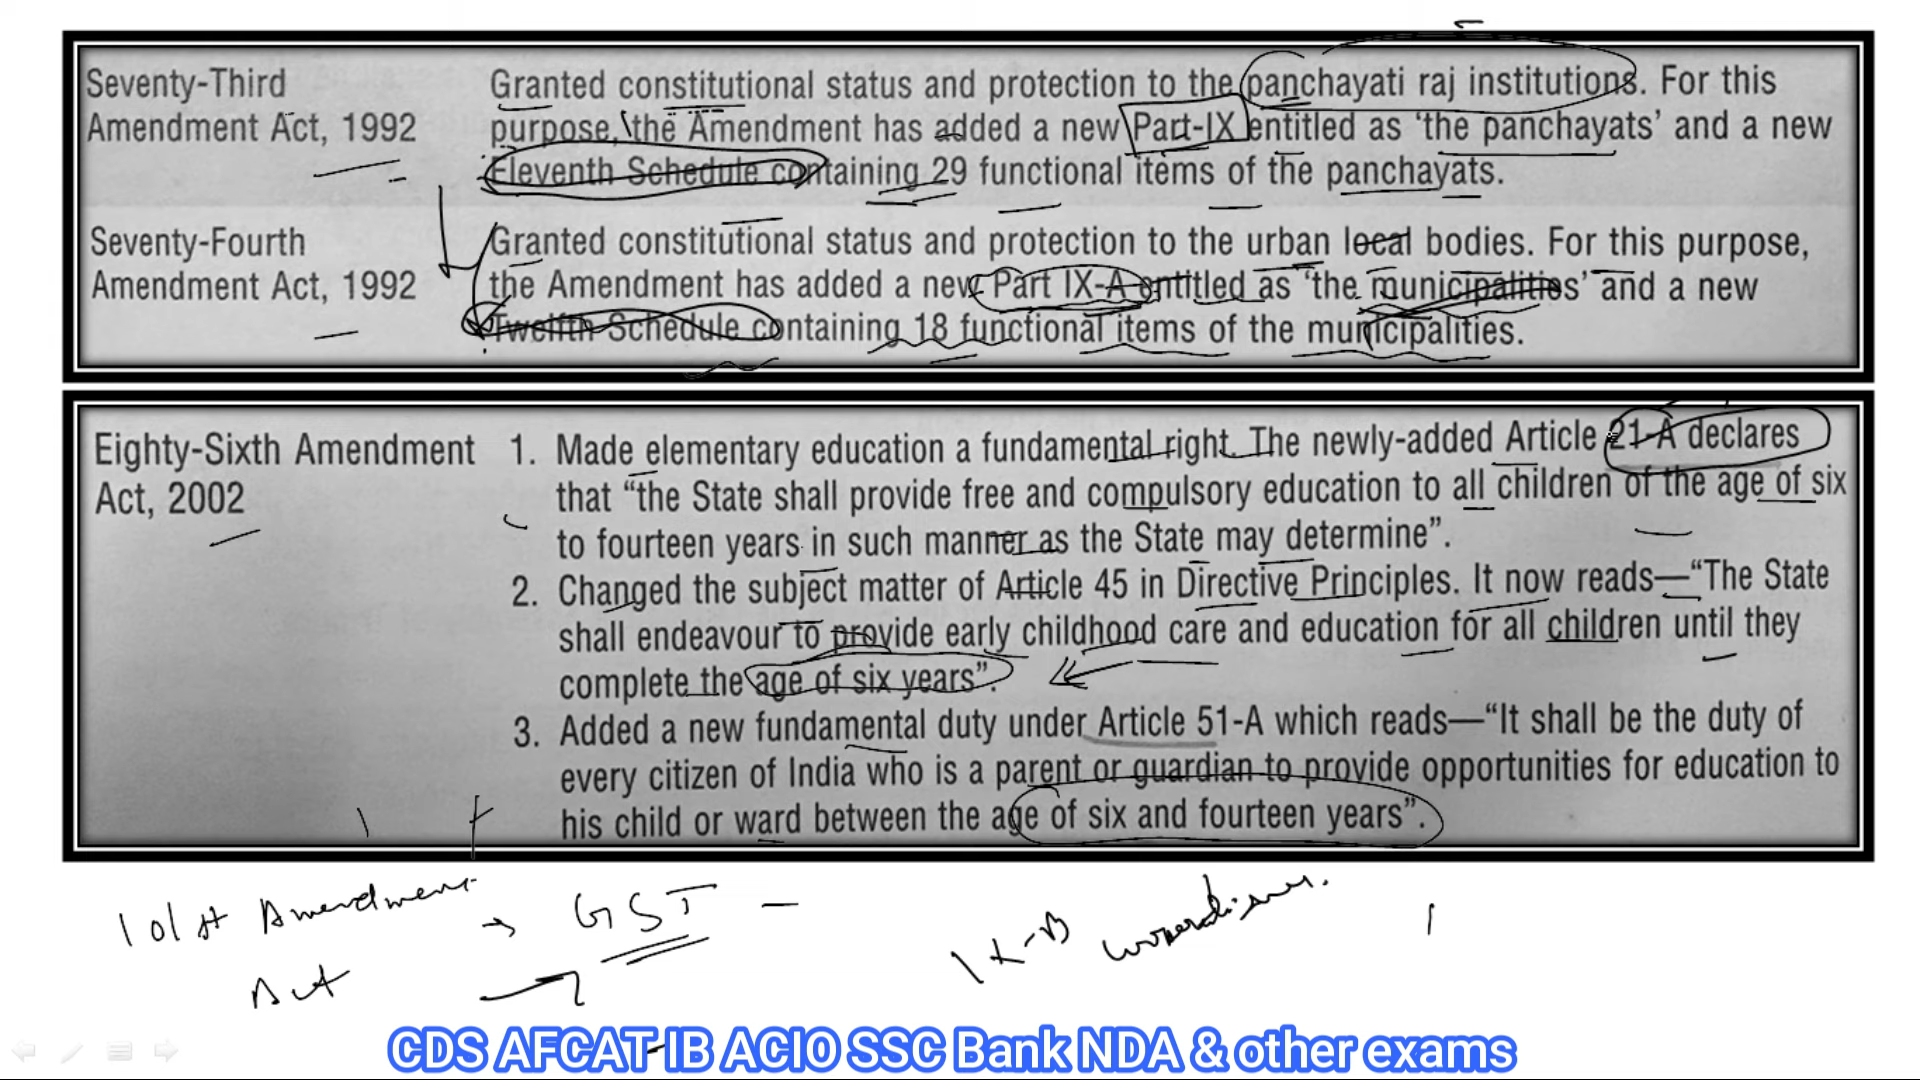 Seventy-Third
Amendment Act, 1992
Granted constitutional status and protection to the panchayati raj institutions. For this
purpose, the Amendment has added a new Part-IX entitled as ‘the panchayats’ and a new
Eleventh Schedule containing 29 functional items of the panchayats.
Seventy-Fourth
Amendment Act, 1992
Granted constitutional status and protection to the urban local bodies. For this purpose,
the Amendment has added a new Part IX-A entitled as ‘the municipalities’ and a new
Twelfth Schedule containing 18 functional items of the municipalities.
Eighty-Sixth Amendment
Act, 2002
1. Made elementary education a fundamental right. The newly-added Article 21-A declares
that “the State shall provide free and compulsory education to all children of the age of six
to fourteen years in such manner as the State may determine”.
2. Changed the subject matter of Article 45 in Directive Principles. It now reads—“The State
shall endeavour to provide early childhood care and education for all children until they
complete the age of six years”.
3. Added a new fundamental duty under Article 51-A which reads—“It shall be the duty of
every citizen of India who is a parent or guardian to provide opportunities for education to
his child or ward between the age of six and fourteen years”.
101st Amendment
Act
→ GST
IX-B
CDS AFCAT IB ACIO SSC Bank NDA & other exams